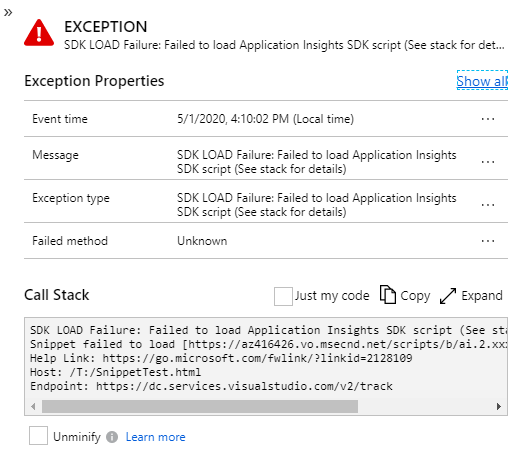 »
EXCEPTION
SDK LOAD Failure: Failed to load Application Insights SDK script (See stack for det...
Exception Properties
Show all
Event time 5/1/2020, 4:10:02 PM (Local time) ...
Message SDK LOAD Failure: Failed to load Application Insights
SDK script (See stack for details) ...
Exception type SDK LOAD Failure: Failed to load Application Insights
SDK script (See stack for details) ...
Failed method Unknown ...
Call Stack Just my code Copy Expand
SDK LOAD Failure: Failed to load Application Insights SDK script (See sta
Snippet failed to load [https://az416426.vo.msecnd.net/scripts/b/ai.2.xxx
Help Link: https://go.microsoft.com/fwlink/?linkid=2128109
Host: /T:/SnippetTest.html
Endpoint: https://dc.services.visualstudio.com/v2/track
Unminify Learn more